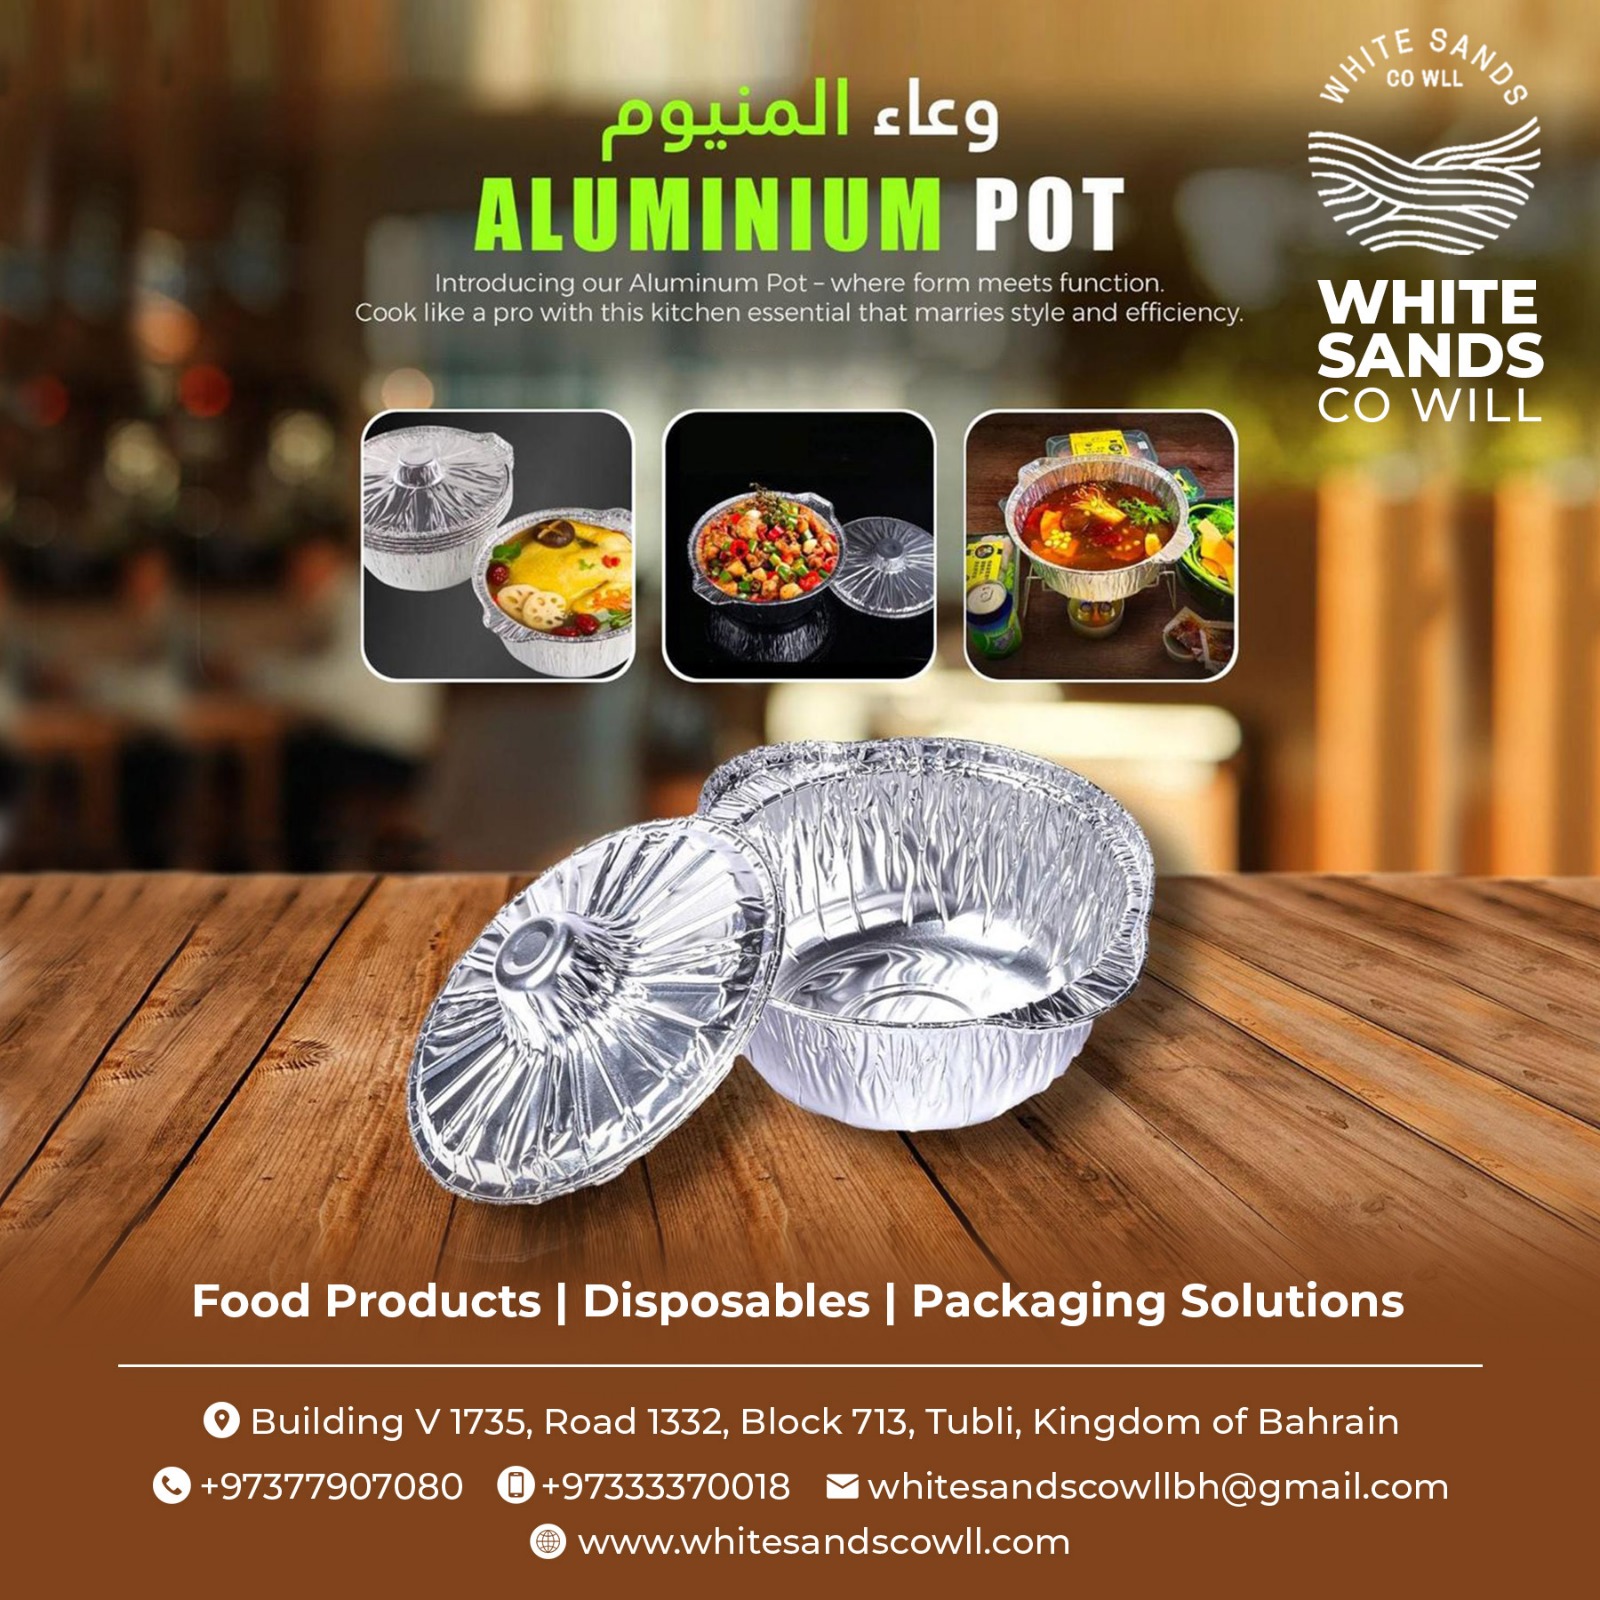 WHITE SANDS
CO WLL
WHITE
SANDS
CO WILL
وعاء المنيوم
ALUMINIUM POT
Introducing our Aluminum Pot – where form meets function.
Cook like a pro with this kitchen essential that marries style and efficiency.
Food Products | Disposables | Packaging Solutions
Building V 1735, Road 1332, Block 713, Tubli, Kingdom of Bahrain
+97377907080 +97333370018 whitesandscowllbh@gmail.com
www.whitesandscowll.com